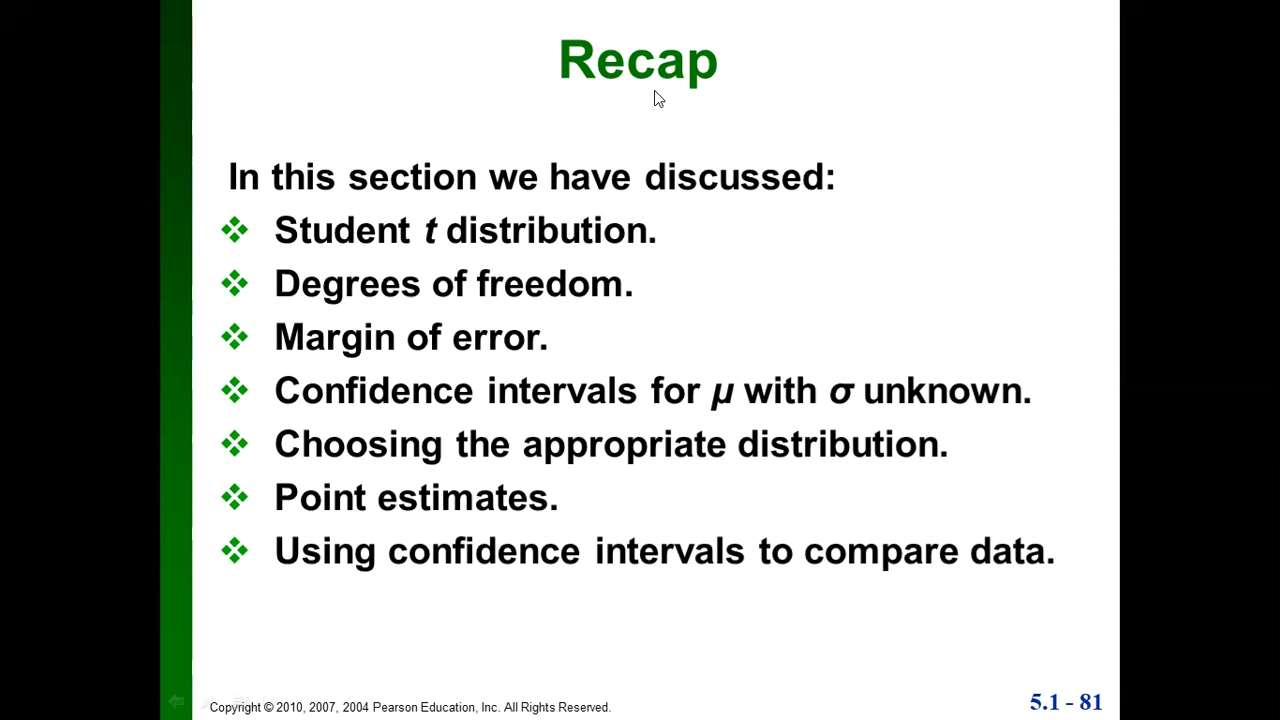 Recap
In this section we have discussed:
Student t distribution.
Degrees of freedom.
Margin of error.
Confidence intervals for μ with σ unknown.
Choosing the appropriate distribution.
Point estimates.
Using confidence intervals to compare data.
Copyright © 2010, 2007, 2004 Pearson Education, Inc. All Rights Reserved.
5.1 - 81